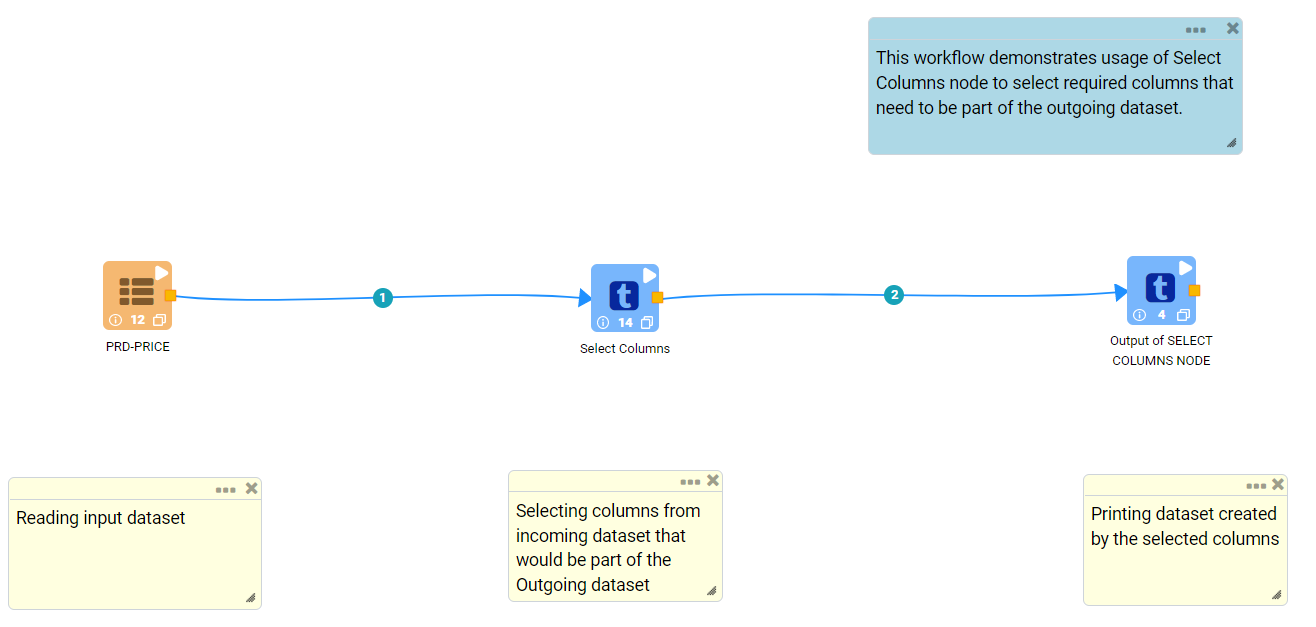 This workflow demonstrates usage of Select
Columns node to select required columns that
need to be part of the outgoing dataset.
1
2
12
PRD-PRICE
t
14
Select Columns
t
4
Output of SELECT
COLUMNS NODE
Reading input dataset
Selecting columns from
incoming dataset that
would be part of the
Outgoing dataset
Printing dataset created
by the selected columns